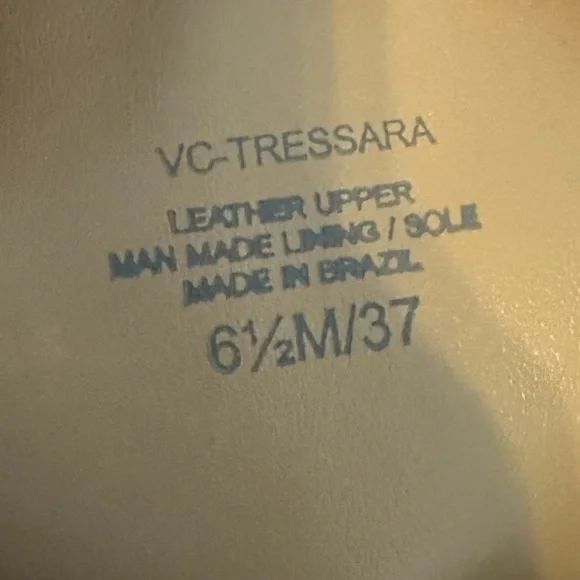 VC-TRESSARA
LEATHER UPPER
MAN MADE LINING / SOLE
MADE IN BRAZIL
6½M/37